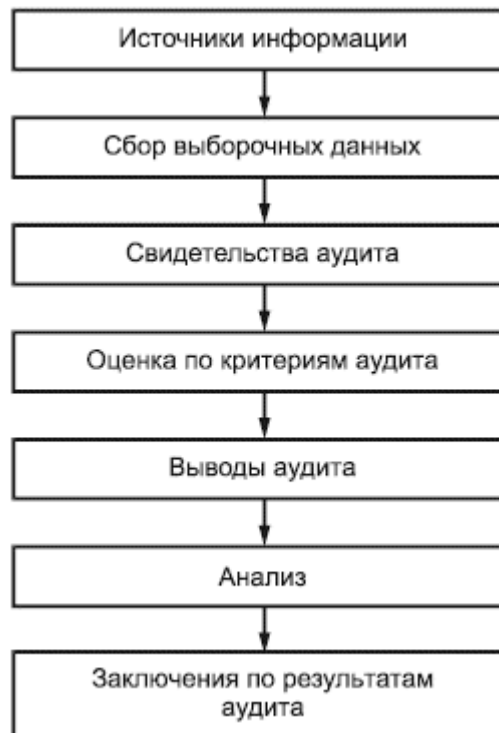 Источники информации
Сбор выборочных данных
Свидетельства аудита
Оценка по критериям аудита
Выводы аудита
Анализ
Заключения по результатам
аудита